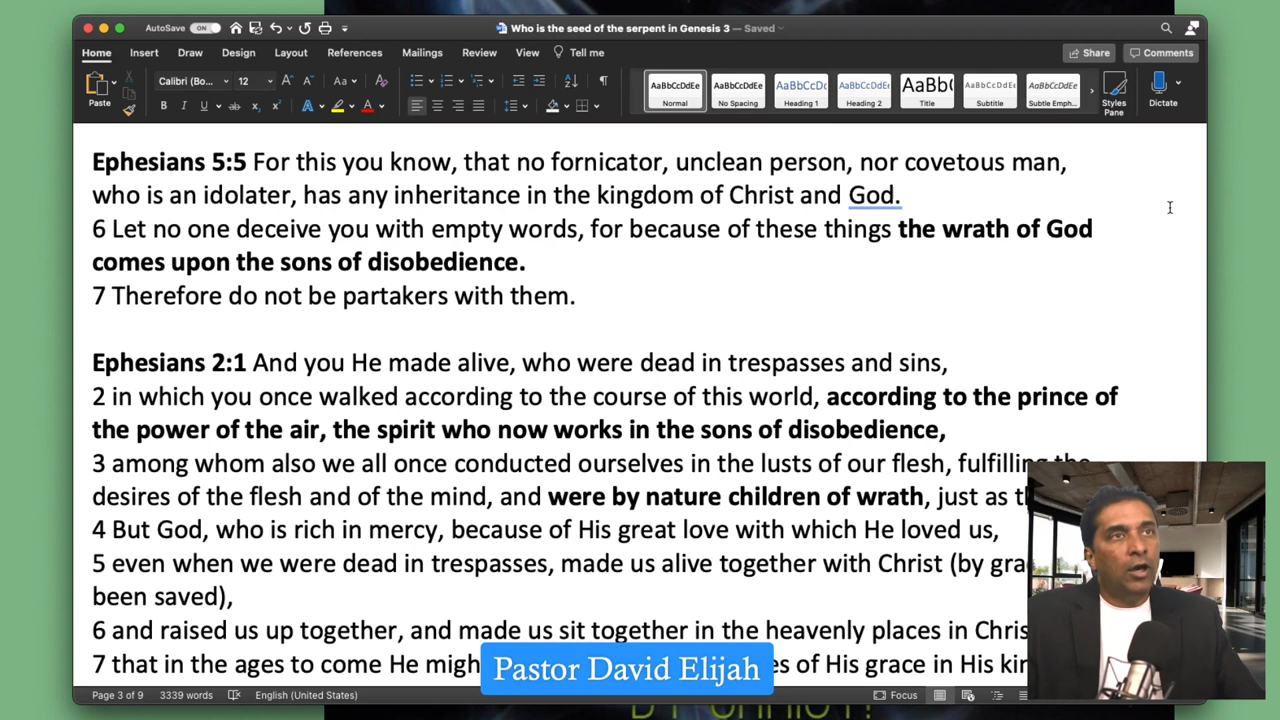 AutoSave ON
Who is the seed of the serpent in Genesis 3 — Saved
Home Insert Draw Design Layout References Mailings Review View Tell me
Share Comments
Paste
Calibri (Bo... 12
AaBbCcDdEe AaBbCcDdEe AaBbCcDc AaBbCcDdEe AaBbC AaBbCcDdEe AaBbCcDdEe
Normal No Spacing Heading 1 Heading 2 Title Subtitle Subtle Emph...
Styles Pane
Dictate
Ephesians 5:5 For this you know, that no fornicator, unclean person, nor covetous man,
who is an idolater, has any inheritance in the kingdom of Christ and God.
6 Let no one deceive you with empty words, for because of these things the wrath of God
comes upon the sons of disobedience.
7 Therefore do not be partakers with them.
Ephesians 2:1 And you He made alive, who were dead in trespasses and sins,
2 in which you once walked according to the course of this world, according to the prince of
the power of the air, the spirit who now works in the sons of disobedience,
3 among whom also we all once conducted ourselves in the lusts of our flesh, fulfilling the
desires of the flesh and of the mind, and were by nature children of wrath, just as
4 But God, who is rich in mercy, because of His great love with which He loved us,
5 even when we were dead in trespasses, made us alive together with Christ (by
been saved),
6 and raised us up together, and made us sit together in the heavenly places in
7 that in the ages to come He of His grace in His
Pastor David Elijah
Page 3 of 9 3339 words English (United States) Focus
BY CHRIST!